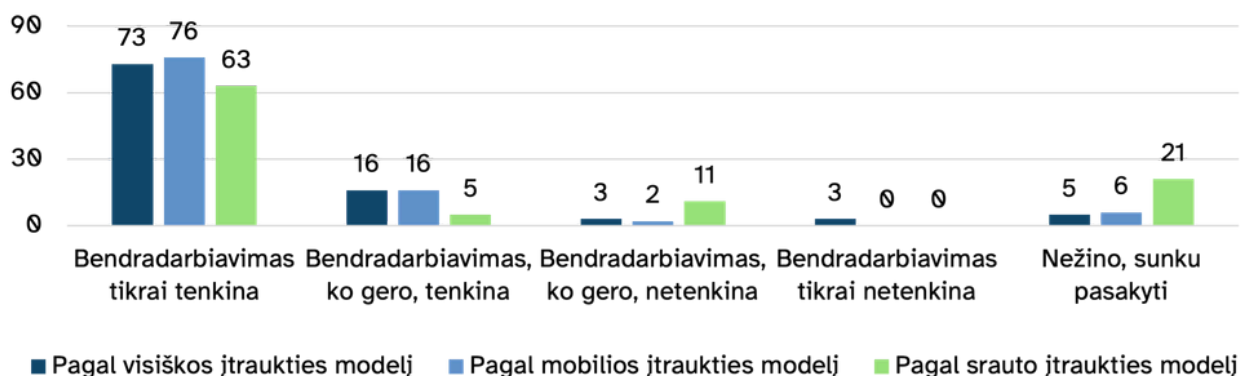 90
73
76
63
60
30
16
16
5
3
2
11
3
0
0
5
6
21
0
Bendradarbiavimas tikrai tenkina
Bendradarbiavimas, ko gero, tenkina
Bendradarbiavimas, ko gero, netenkina
Bendradarbiavimas tikrai netenkina
Nežino, sunku pasakyti
Pagal visiškos įtraukties modelį
Pagal mobilios įtraukties modelį
Pagal srauto įtraukties modelį